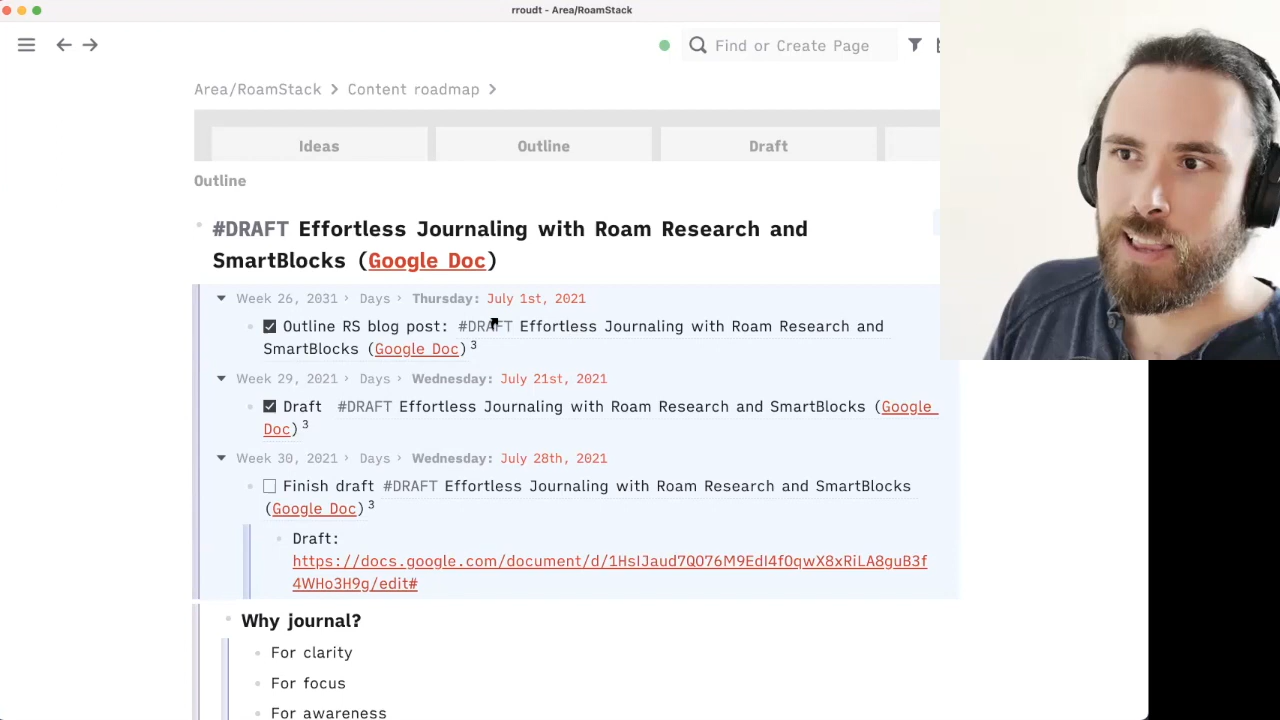 rroudt - Area/RoamStack
Find or Create Page
Area/RoamStack > Content roadmap >
Ideas Outline Draft
Outline
#DRAFT Effortless Journaling with Roam Research and
SmartBlocks (Google Doc)
Week 26, 2031 › Days › Thursday: July 1st, 2021
Outline RS blog post: #DRAFT Effortless Journaling with Roam Research and
SmartBlocks (Google Doc) 3
Week 29, 2021 › Days › Wednesday: July 21st, 2021
Draft #DRAFT Effortless Journaling with Roam Research and SmartBlocks (Google
Doc) 3
Week 30, 2021 › Days › Wednesday: July 28th, 2021
Finish draft #DRAFT Effortless Journaling with Roam Research and SmartBlocks
(Google Doc) 3
Draft:
https://docs.google.com/document/d/1HsIJaud7QO76M9EdI4fOqwX8xRiLA8guB3f
4WHo3H9g/edit#
Why journal?
For clarity
For focus
For awareness